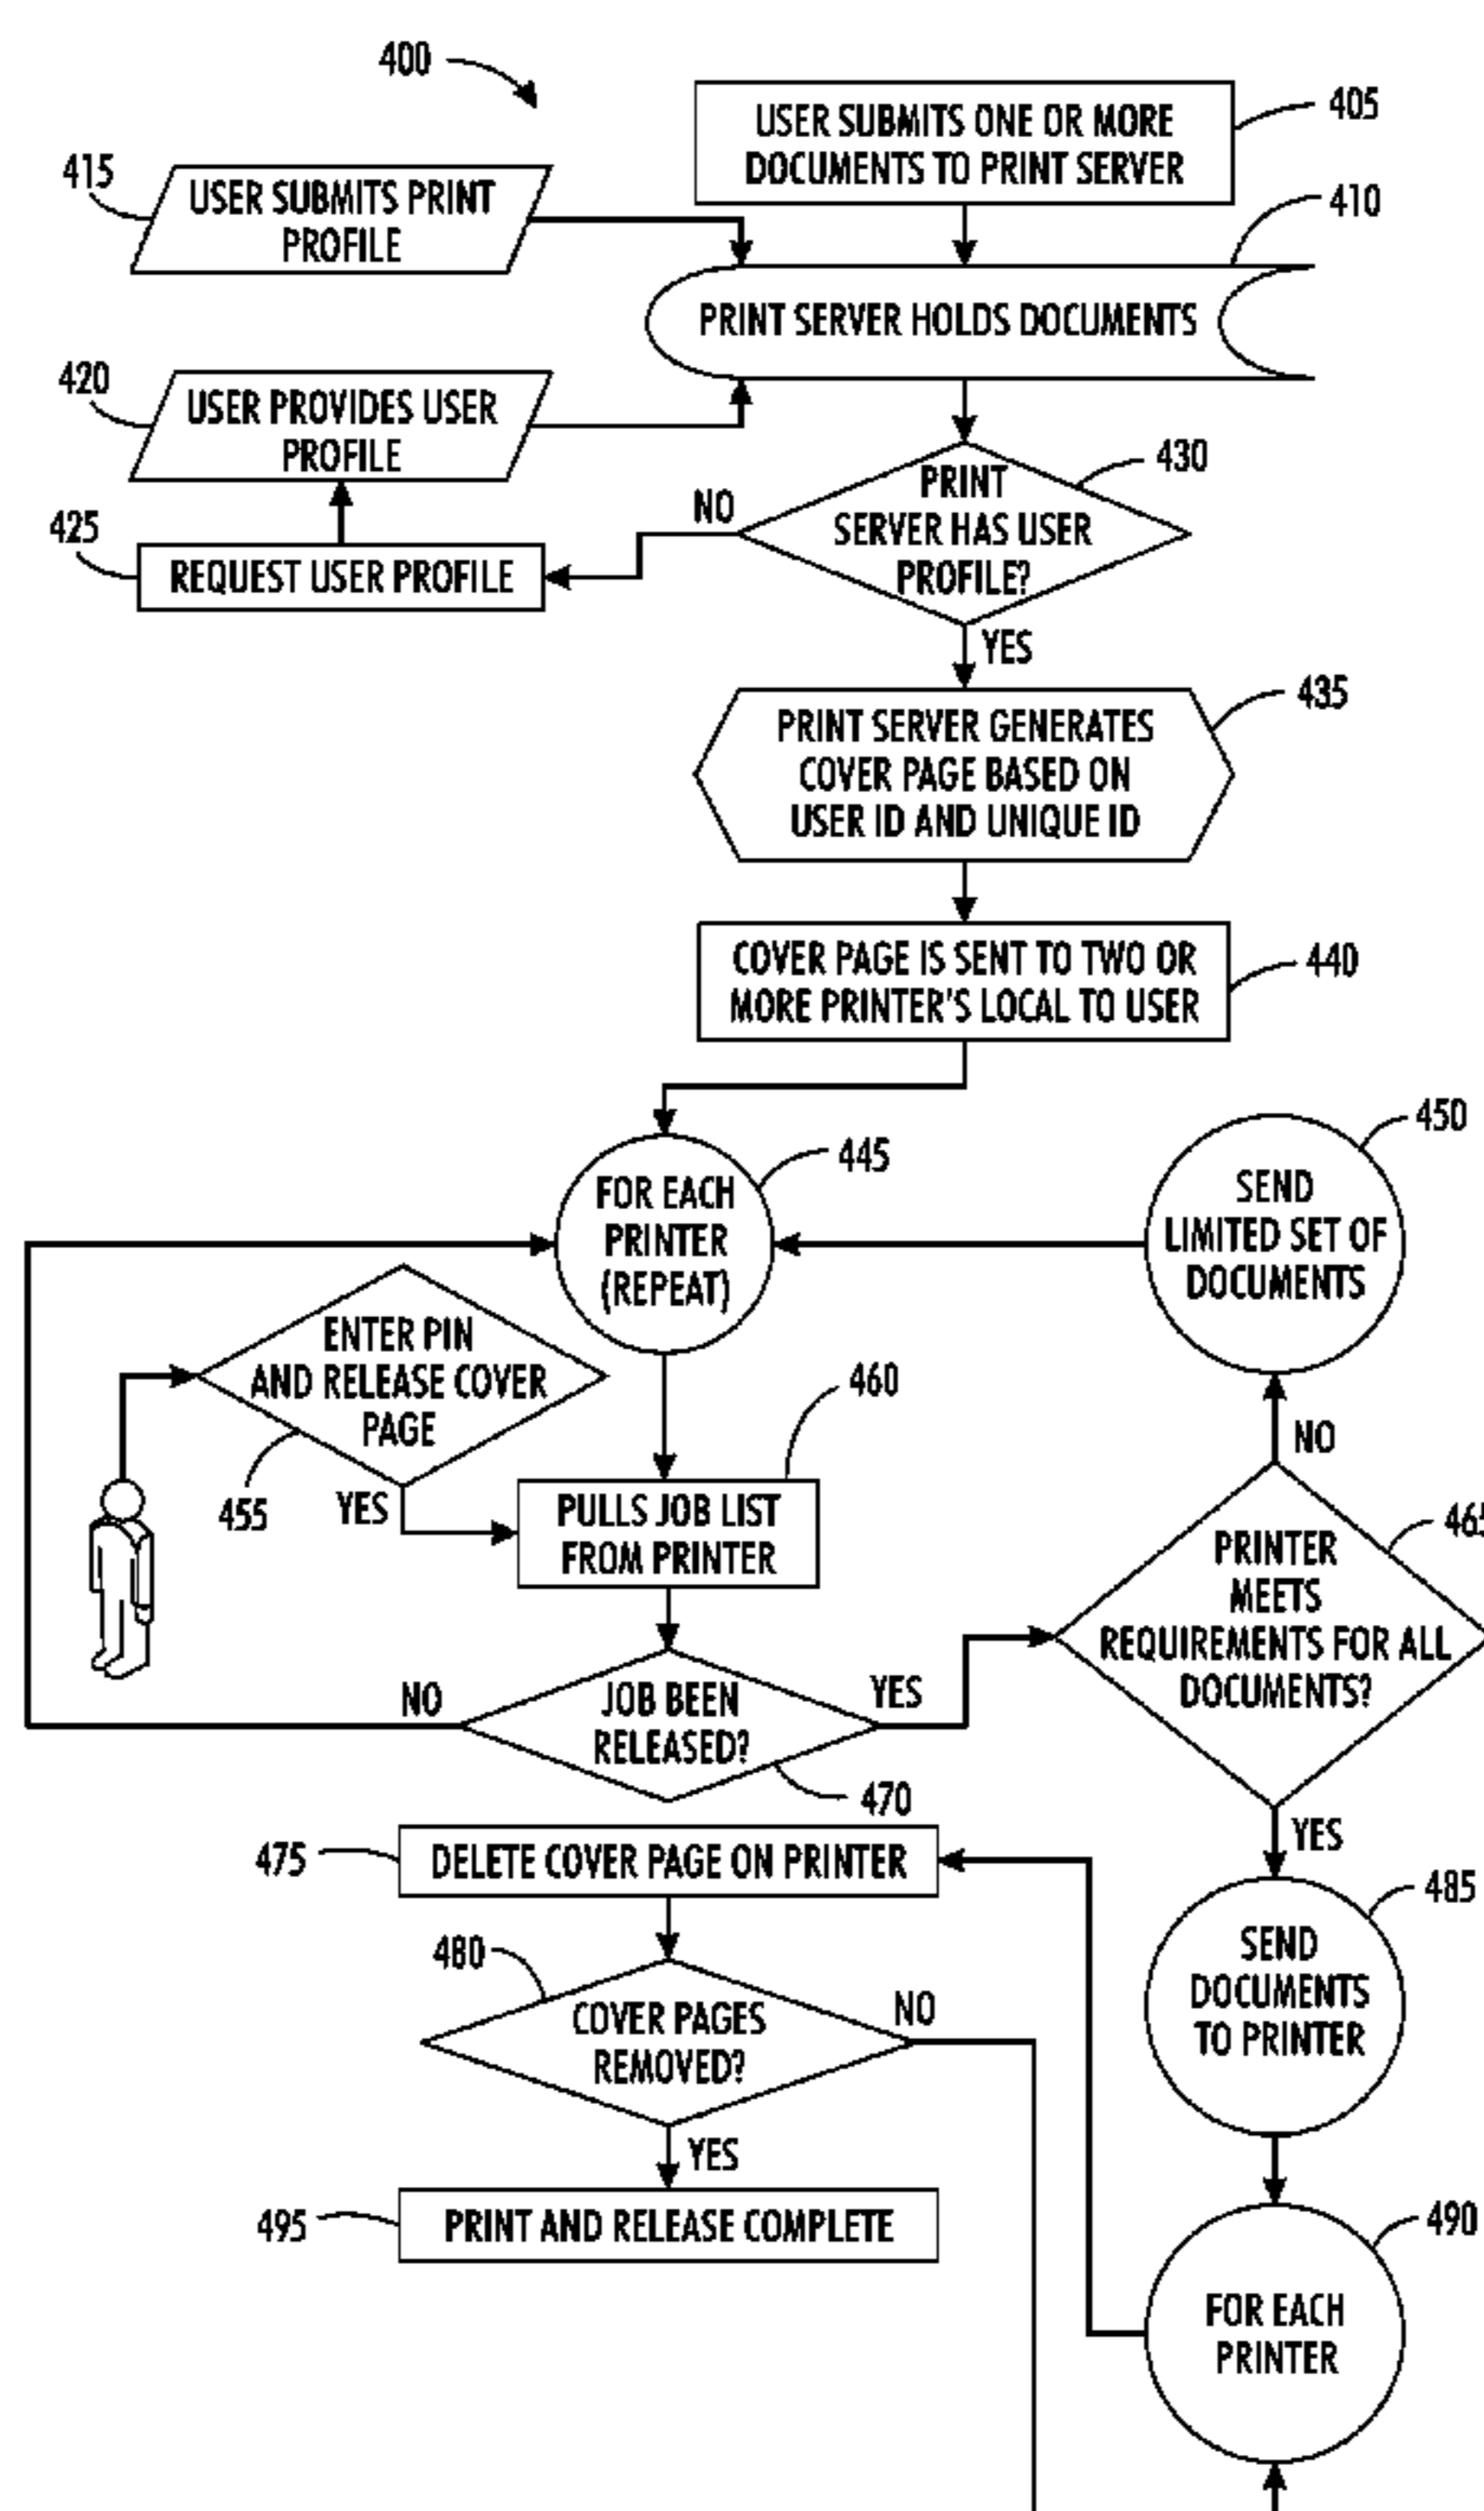 400
USER SUBMITS ONE OR MORE
DOCUMENTS TO PRINT SERVER
405
415
USER SUBMITS PRINT
PROFILE
410
PRINT SERVER HOLDS DOCUMENTS
420
USER PROVIDES USER
PROFILE
430
PRINT
SERVER HAS USER
PROFILE?
NO
425
REQUEST USER PROFILE
YES
435
PRINT SERVER GENERATES
COVER PAGE BASED ON
USER ID AND UNIQUE ID
COVER PAGE IS SENT TO TWO OR
MORE PRINTER'S LOCAL TO USER
440
445
FOR EACH
PRINTER
(REPEAT)
450
SEND
LIMITED SET OF
DOCUMENTS
ENTER PIN
AND RELEASE COVER
PAGE
455
YES
460
PULLS JOB LIST
FROM PRINTER
NO
465
PRINTER
MEETS
REQUIREMENTS FOR ALL
DOCUMENTS?
NO
JOB BEEN
RELEASED?
YES
470
YES
475
DELETE COVER PAGE ON PRINTER
485
SEND
DOCUMENTS
TO PRINTER
480
COVER PAGES
REMOVED?
NO
YES
495
PRINT AND RELEASE COMPLETE
490
FOR EACH
PRINTER